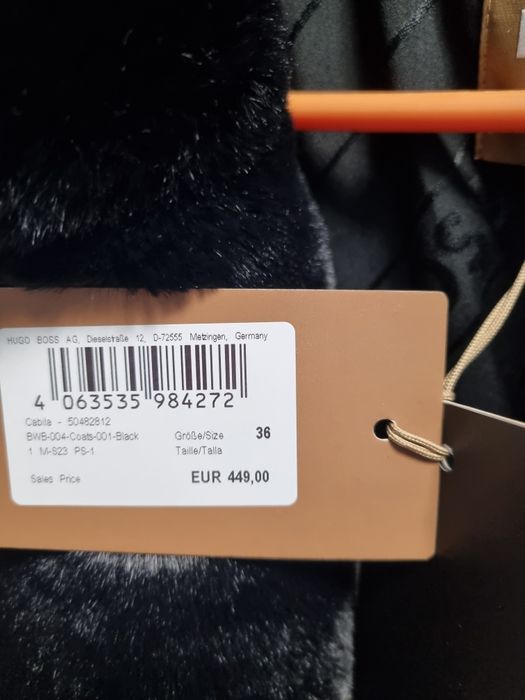 HUGO BOSS AG, Dieselstraße 12, D-72555 Metzingen, Germany
4 063535 984272
Cabila - 50482812
BWB-004-Coats-001-Black
1 M-S23 PS-1
Größe/Size 36
Taille/Talla
Sales Price EUR 449,00